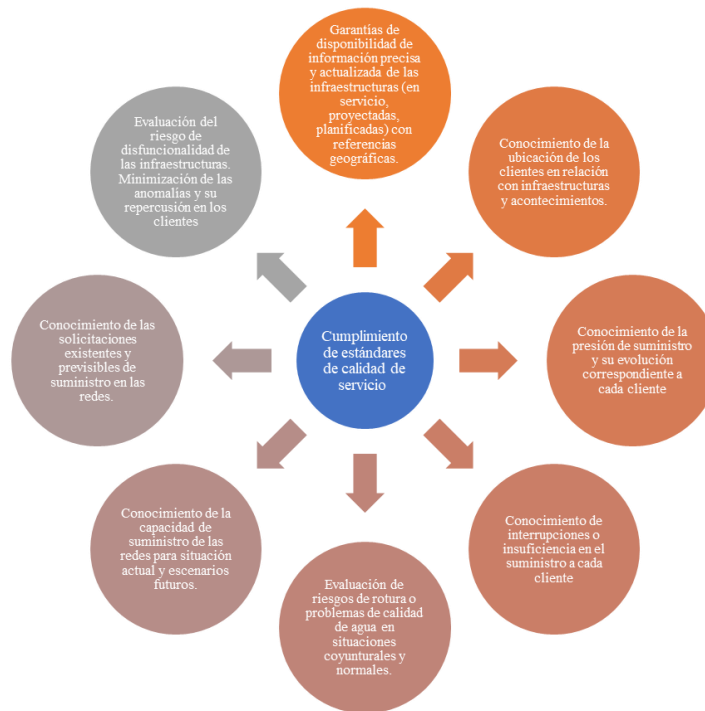 Garantías de
disponibilidad de
información precisa
y actualizada de las
infraestructuras (en
servicio,
proyectadas,
planificadas) con
referencias
geográficas.
Conocimiento de la
ubicación de los
clientes en relación
con infraestructuras
y acontecimientos.
Conocimiento de la
presión de suministro
y su evolución
correspondiente a
cada cliente
Conocimiento de
interrupciones o
insuficiencia en el
suministro a cada
cliente
Evaluación de
riesgos de rotura o
problemas de calidad
de agua en
situaciones
coyunturales y
normales.
Conocimiento de la
capacidad de
suministro de las
redes para situación
actual y escenarios
futuros.
Conocimiento de las
solicitaciones
existentes y
previsibles de
suministro en las
redes.
Evaluación del
riesgo de
disfuncionalidad de
las infraestructuras.
Minimización de las
anomalías y su
repercusión en los
clientes
Cumplimiento
de estándares
de calidad de
servicio